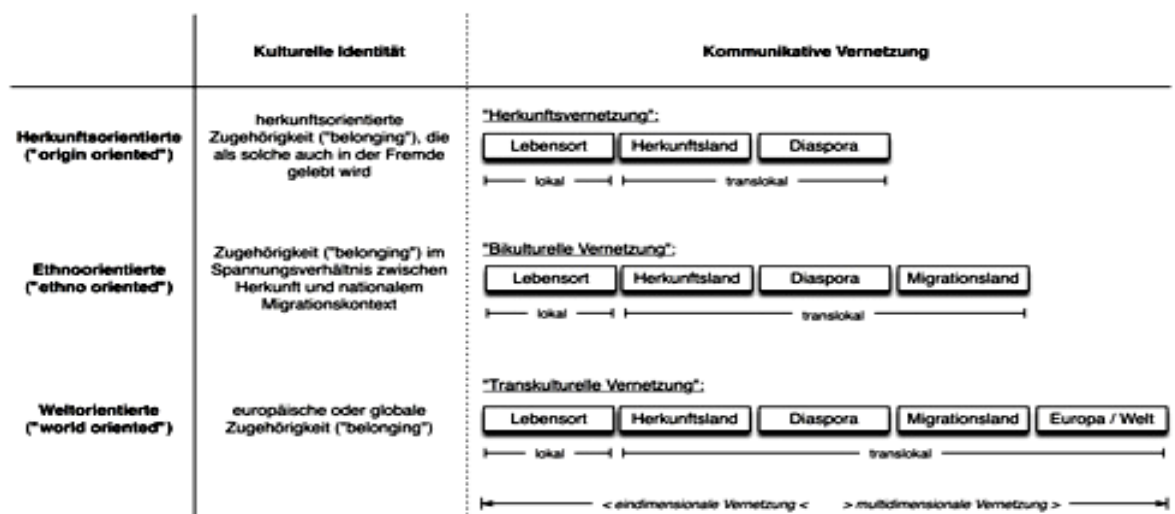 Kulturelle Identität
Kommunikative Vernetzung
Herkunftsorientierte
("origin oriented")
herkunftsorientierte
Zugehörigkeit ("belonging"), die
als solche auch in der Fremde
gelebt wird
"Herkunftsvernetzung":
Lebensort Herkunftsland Diaspora
lokal translokal
Ethnoorientierte
("ethno oriented")
Zugehörigkeit ("belonging") im
Spannungsverhältnis zwischen
Herkunft und nationalem
Migrationskontext
"Bikulturelle Vernetzung":
Lebensort Herkunftsland Diaspora Migrationsland
lokal translokal
Weltorientierte
("world oriented")
europäische oder globale
Zugehörigkeit ("belonging")
"Transkulturelle Vernetzung":
Lebensort Herkunftsland Diaspora Migrationsland Europa / Welt
lokal translokal
< eindimensionale Vernetzung < > multidimensionale Vernetzung >